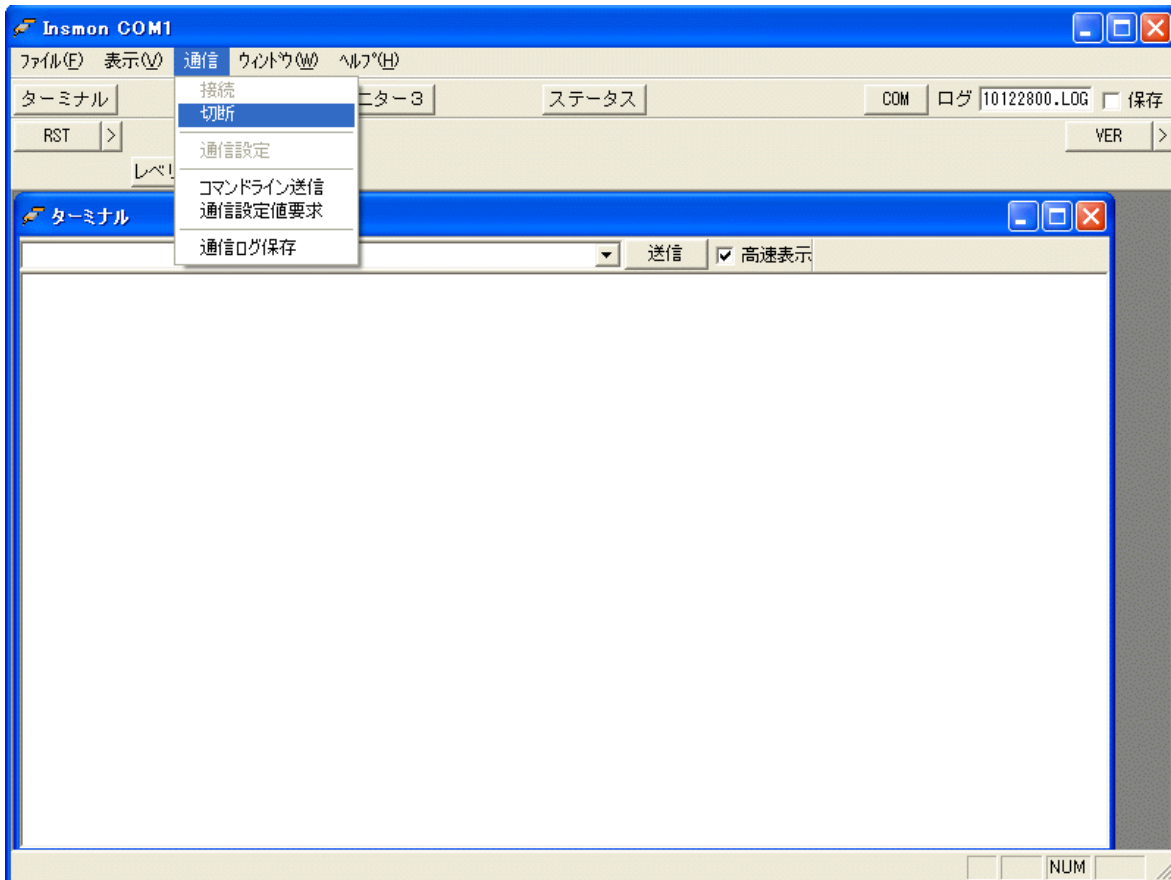 Insmon COM1
ファイル(F) 表示(V) 通信 ウィンドウ(W) ヘルプ(H)
接続
切断
通信設定
コマンドライン送信
通信設定値要求
通信ログ保存
ターミナル ニター3 ステータス COM ログ 10122800.LOG 保存
RST > VER >
レベリ
ターミナル
送信 高速表示
NUM